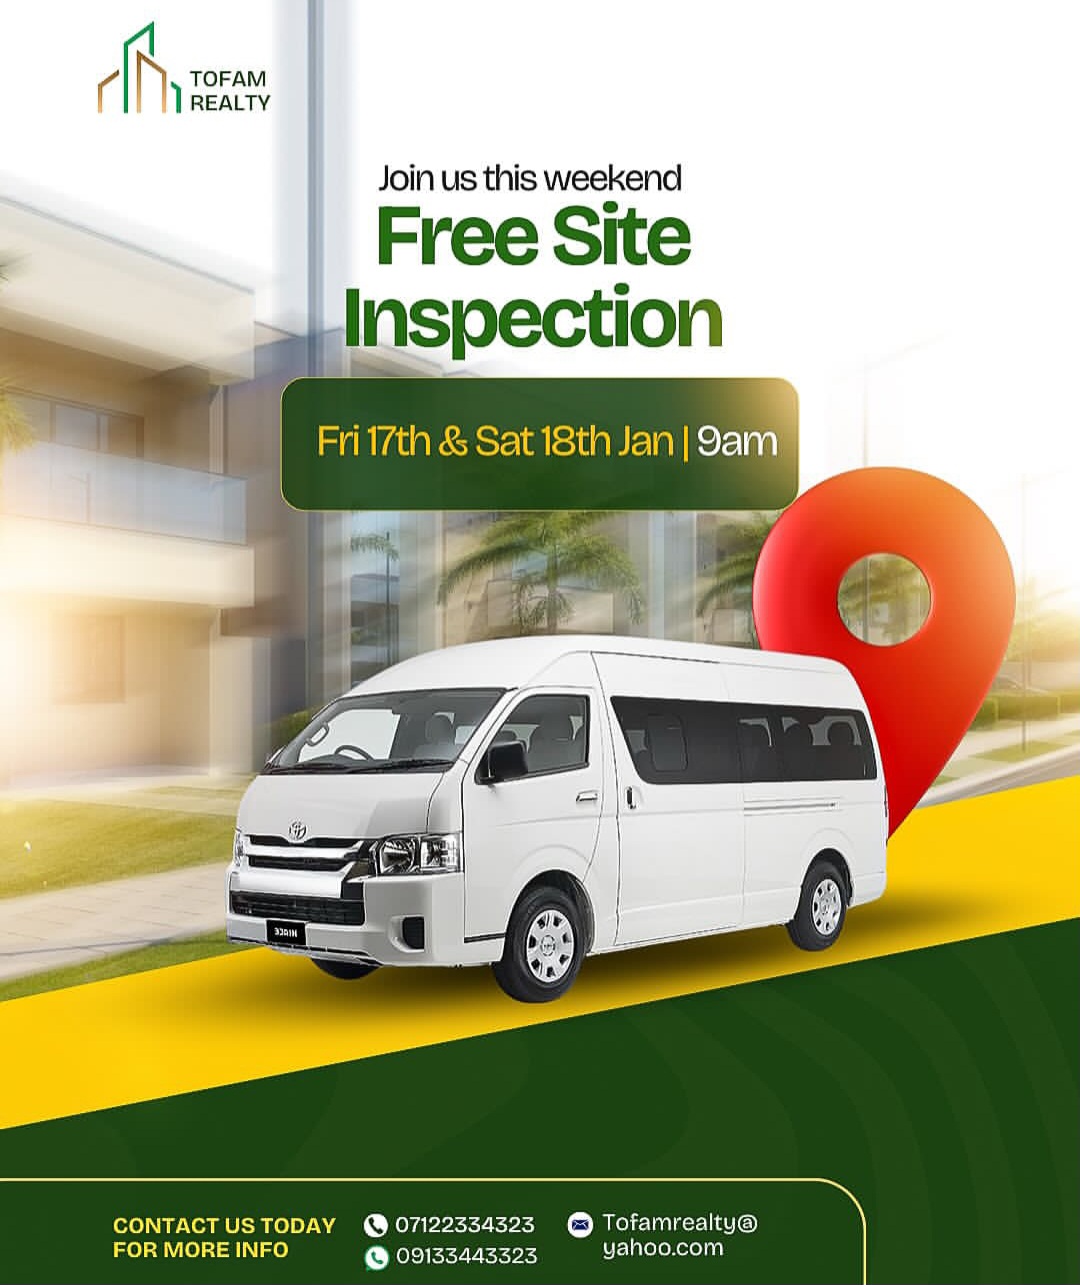 TOFAM
REALTY
Join us this weekend
Free Site
Inspection
Fri 17th & Sat 18th Jan | 9am
CONTACT US TODAY
FOR MORE INFO
07122334323
09133443323
Tofamrealty@
yahoo.com